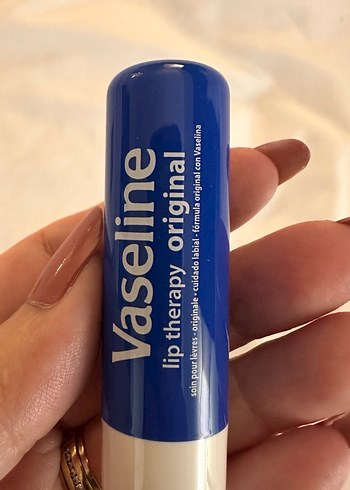 Vaseline
lip therapy original
soin pour lèvres - originale • cuidado labial - fórmula original con Vaselina